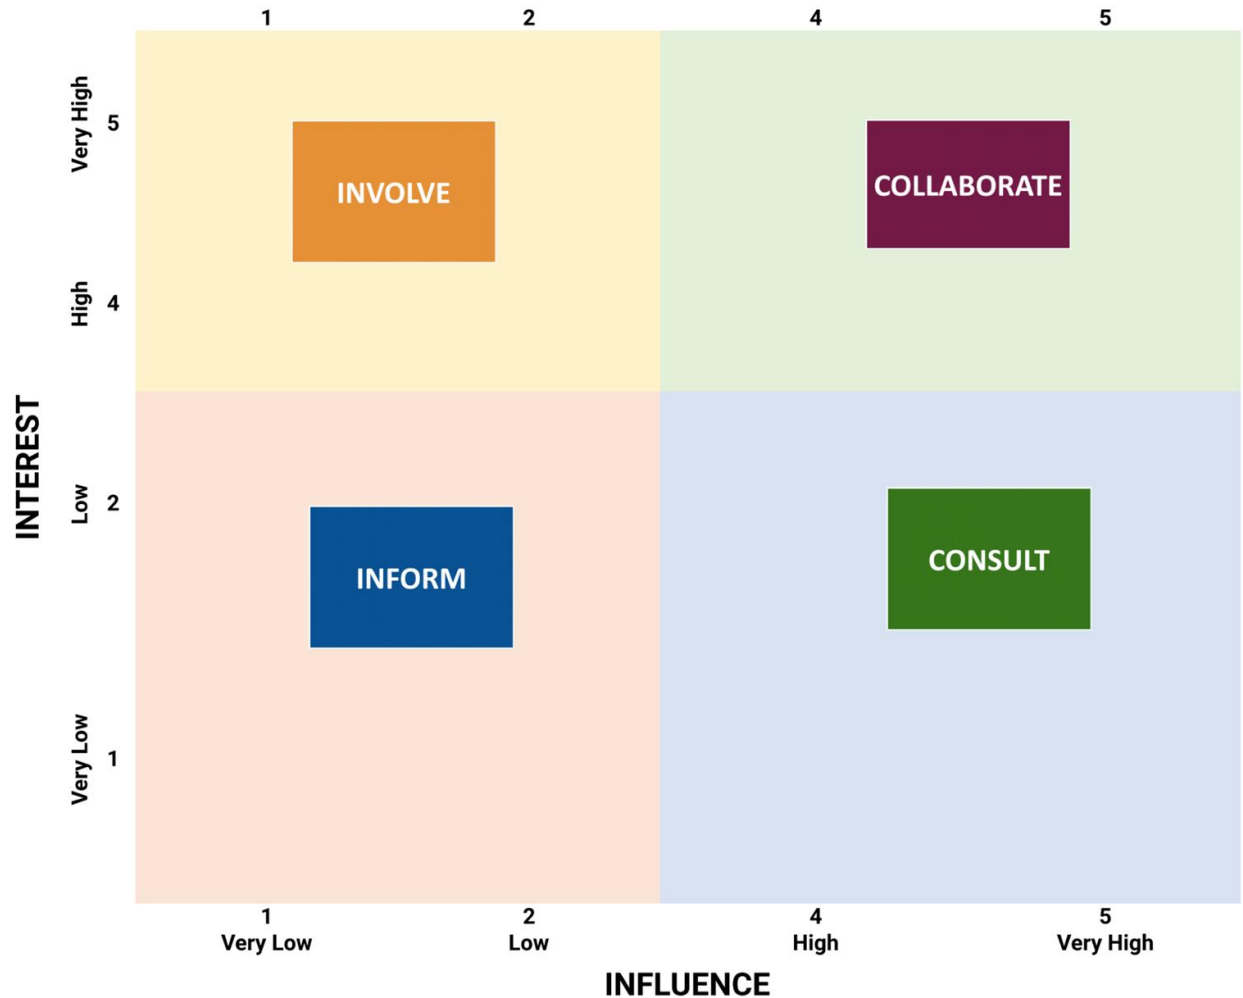 1 2 4 5
Very High 5
INVOLVE
COLLABORATE
High 4
INTEREST
Low 2
INFORM
CONSULT
Very Low 1
1 2 4 5
Very Low Low High Very High
INFLUENCE